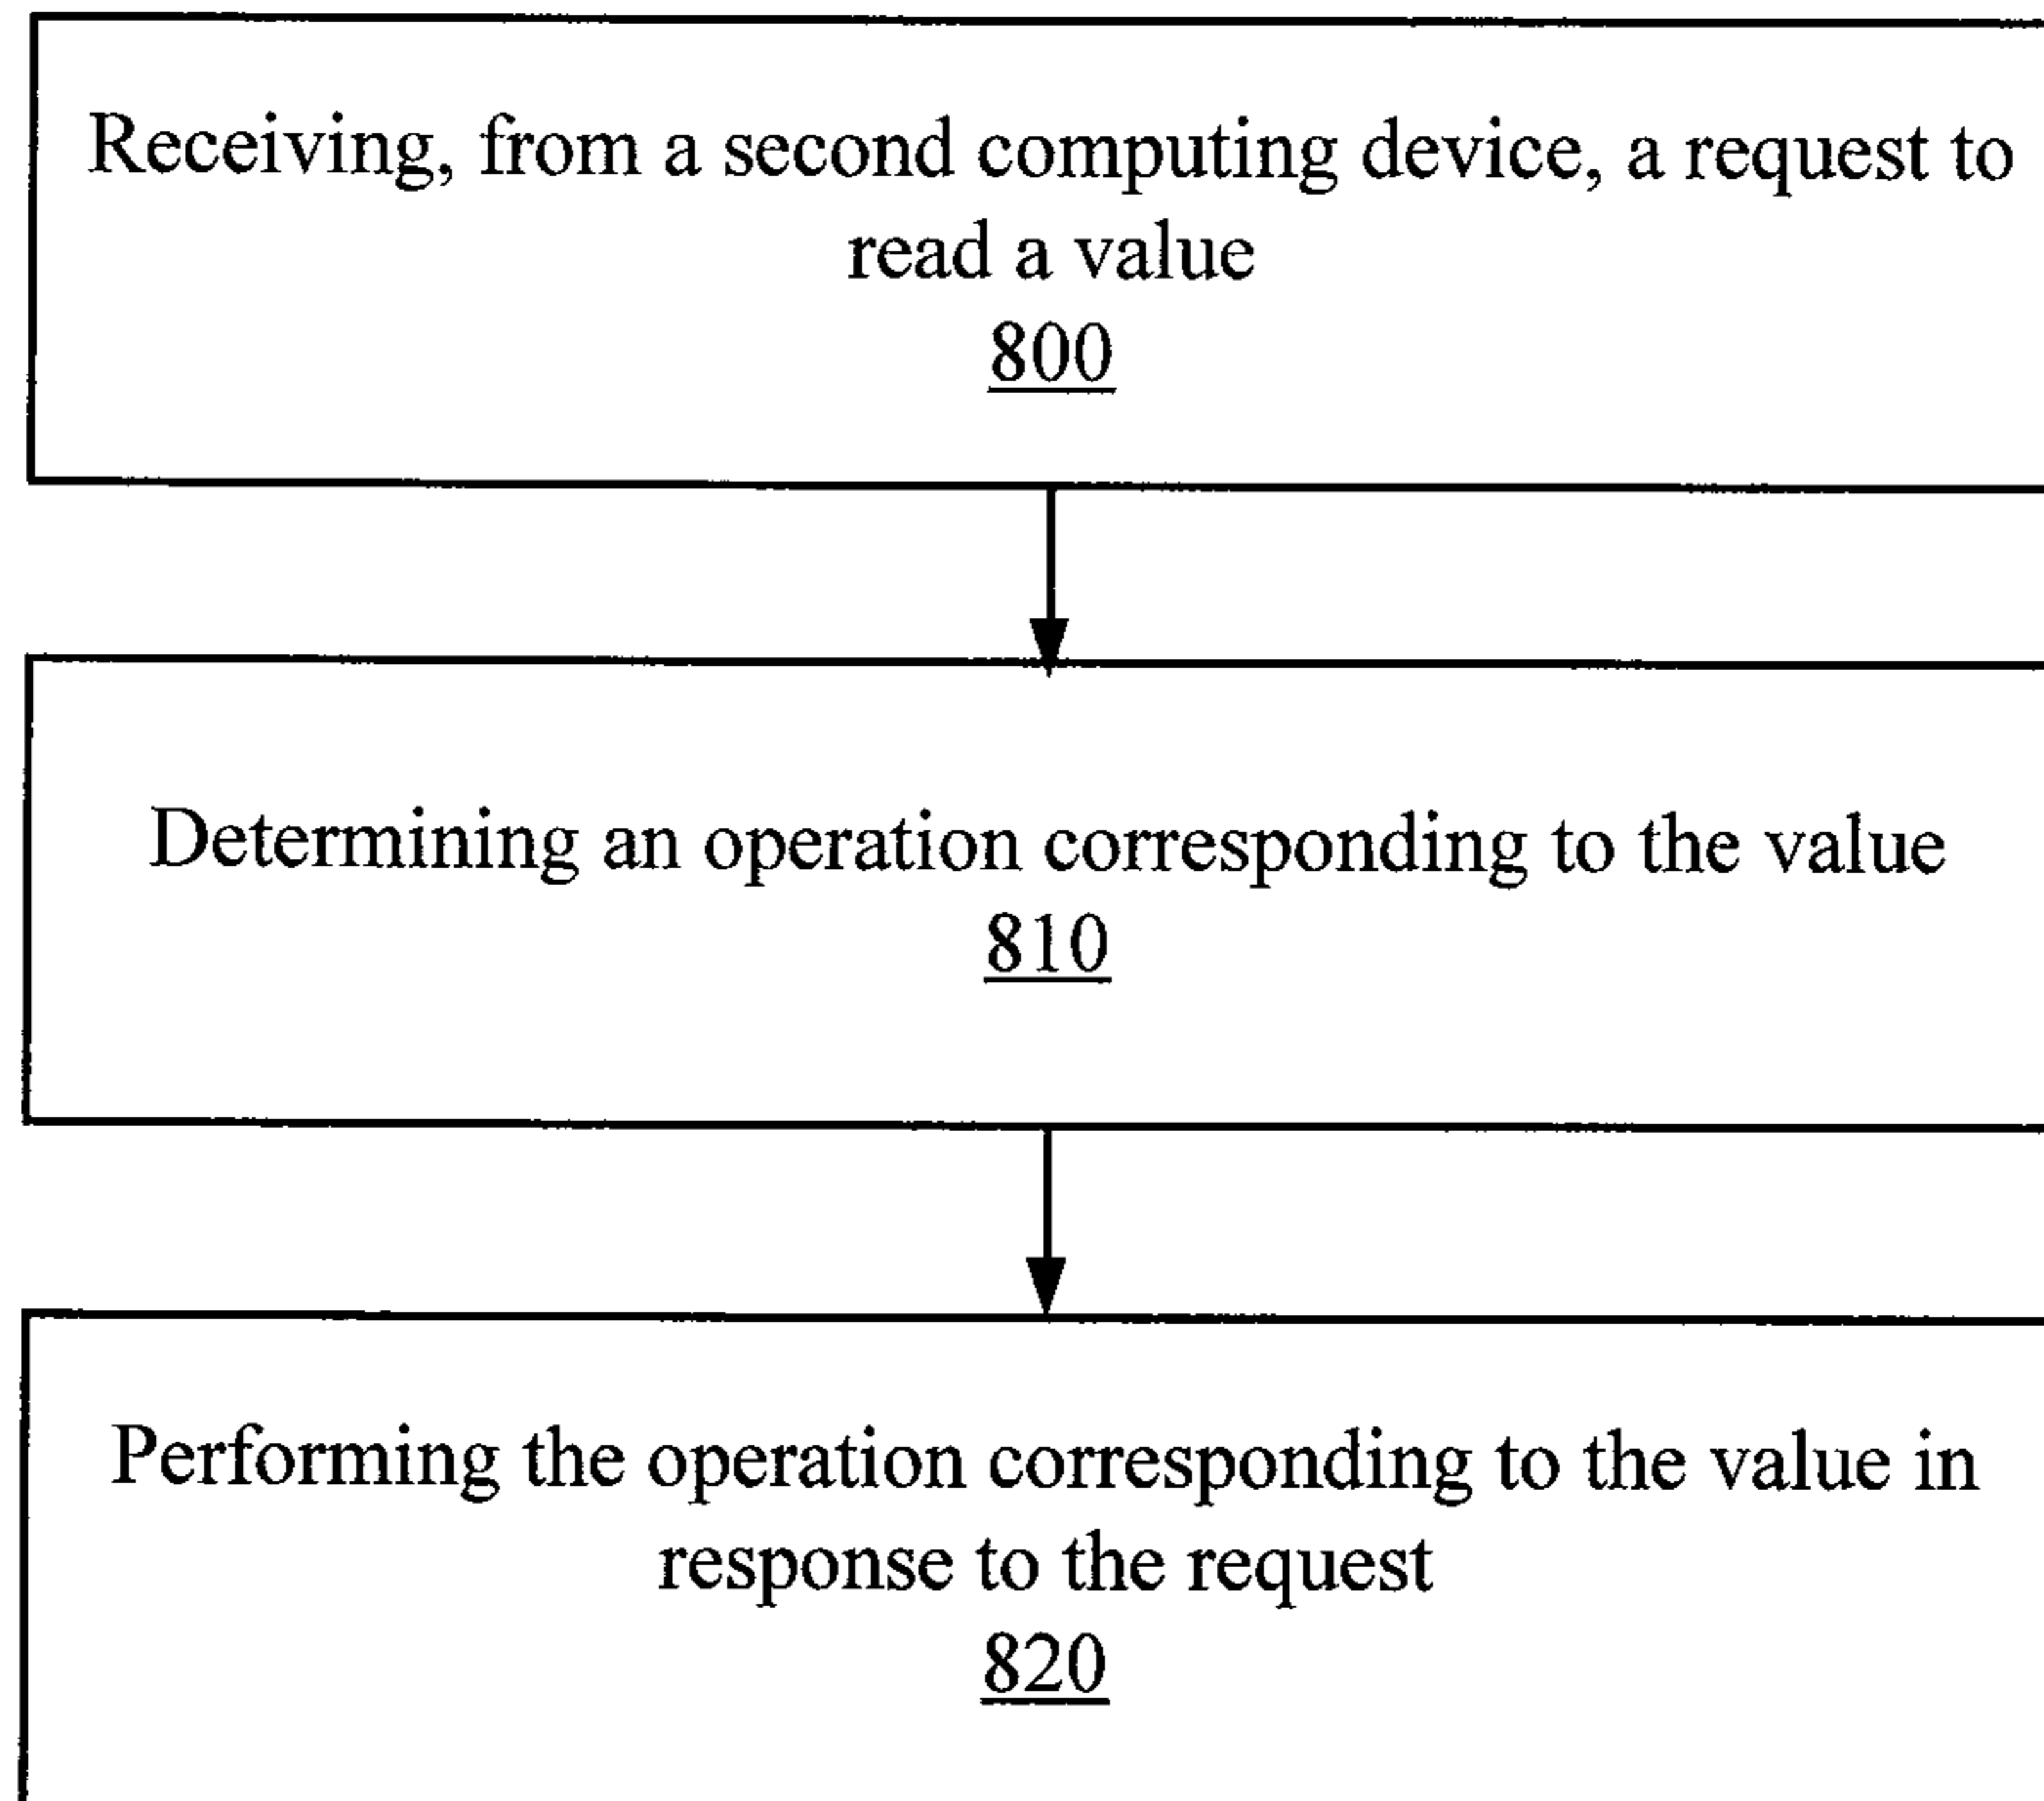 Receiving, from a second computing device, a request to
read a value
800
Determining an operation corresponding to the value
810
Performing the operation corresponding to the value in
response to the request
820